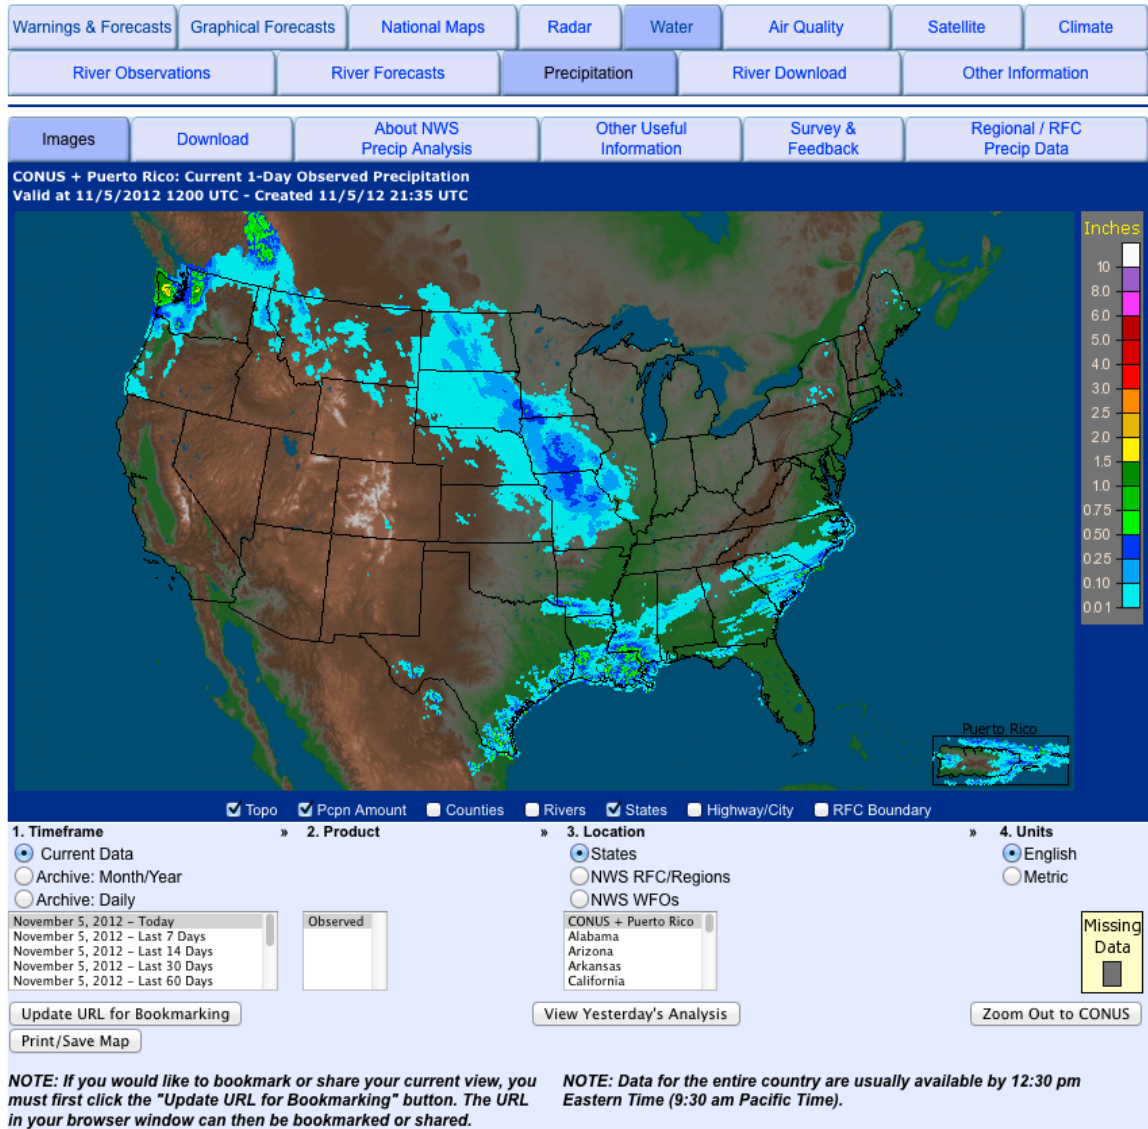 Warnings & Forecasts Graphical Forecasts National Maps Radar Water Air Quality Satellite Climate
River Observations River Forecasts Precipitation River Download Other Information
Images Download About NWS Precip Analysis Other Useful Information Survey & Feedback Regional / RFC Precip Data
CONUS + Puerto Rico: Current 1-Day Observed Precipitation
Valid at 11/5/2012 1200 UTC - Created 11/5/12 21:35 UTC
Inches
10
8.0
6.0
5.0
4.0
3.0
2.5
2.0
1.5
1.0
0.75
0.50
0.25
0.10
0.01
Puerto Rico
Topo Pcpn Amount Counties Rivers States Highway/City RFC Boundary
1. Timeframe » 2. Product » 3. Location » 4. Units
Current Data
Archive: Month/Year
Archive: Daily
November 5, 2012 – Today
November 5, 2012 – Last 7 Days
November 5, 2012 – Last 14 Days
November 5, 2012 – Last 30 Days
November 5, 2012 – Last 60 Days
Observed
States
NWS RFC/Regions
NWS WFOs
CONUS + Puerto Rico
Alabama
Arizona
Arkansas
California
English
Metric
Missing
Data
Update URL for Bookmarking View Yesterday's Analysis Zoom Out to CONUS
Print/Save Map
NOTE: If you would like to bookmark or share your current view, you
must first click the "Update URL for Bookmarking" button. The URL
in your browser window can then be bookmarked or shared.
NOTE: Data for the entire country are usually available by 12:30 pm
Eastern Time (9:30 am Pacific Time).